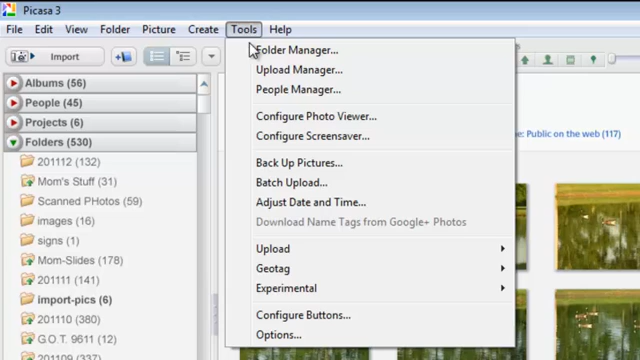 Picasa 3
File Edit View Folder Picture Create Tools Help
Import
Albums (56)
People (45)
Projects (6)
Folders (530)
201112 (132)
Mom's Stuff (31)
Scanned PHotos (59)
images (16)
signs (1)
Mom-Slides (178)
201111 (141)
import-pics (6)
201110 (380)
G.O.T. 9611 (2)
201109
Folder Manager...
Upload Manager...
People Manager...
Configure Photo Viewer...
Configure Screensaver...
Back Up Pictures...
Batch Upload...
Adjust Date and Time...
Download Name Tags from Google+ Photos
Upload
Geotag
Experimental
Configure Buttons...
Options...
Public on the web (117)